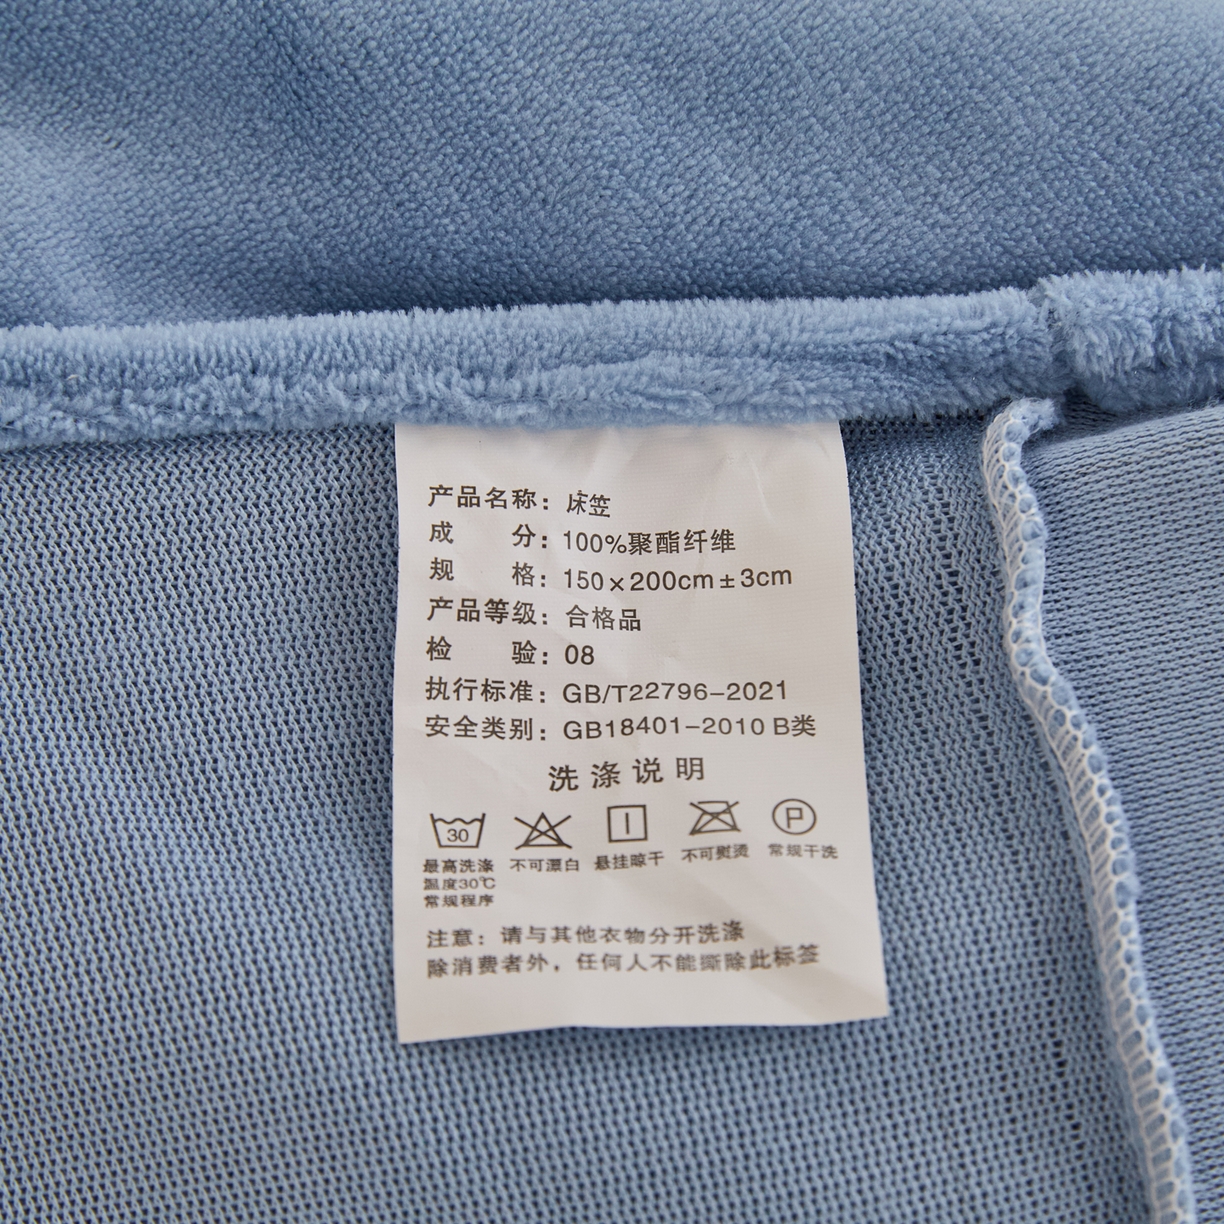 产品名称：床笠
成 分：100%聚酯纤维
规 格：150×200cm±3cm
产品等级：合格品
检 验：08
执行标准：GB/T22796-2021
安全类别：GB18401-2010 B类
洗涤说明
30 P
最高洗涤温度30℃常规程序 不可漂白 悬挂晾干 不可熨烫 常规干洗
注意：请与其他衣物分开洗涤
除消费者外，任何人不能撕除此标签